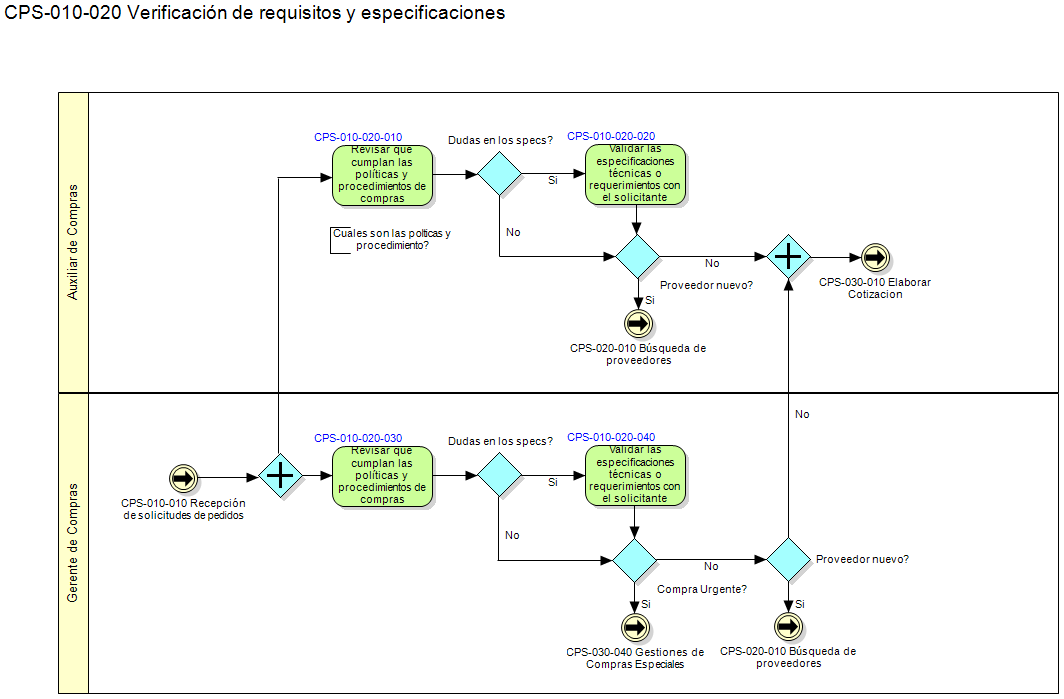 CPS-010-020 Verificación de requisitos y especificaciones
Auxiliar de Compras
CPS-010-020-010
Revisar que
cumplan las
políticas y
procedimientos de
compras
Dudas en los specs?
Si
No
CPS-010-020-020
Validar las
especificaciones
técnicas o
requerimientos con
el solicitante
Cuales son las polticas y
procedimiento?
No
Proveedor nuevo?
Si
CPS-020-010 Búsqueda de
proveedores
CPS-030-010 Elaborar
Cotizacion
Gerente de Compras
CPS-010-010 Recepción
de solicitudes de pedidos
CPS-010-020-030
Revisar que
cumplan las
políticas y
procedimientos de
compras
Dudas en los specs?
Si
No
CPS-010-020-040
Validar las
especificaciones
técnicas o
requerimientos con
el solicitante
No
Compra Urgente?
Si
CPS-030-040 Gestiones de
Compras Especiales
No
Proveedor nuevo?
Si
CPS-020-010 Búsqueda de
proveedores